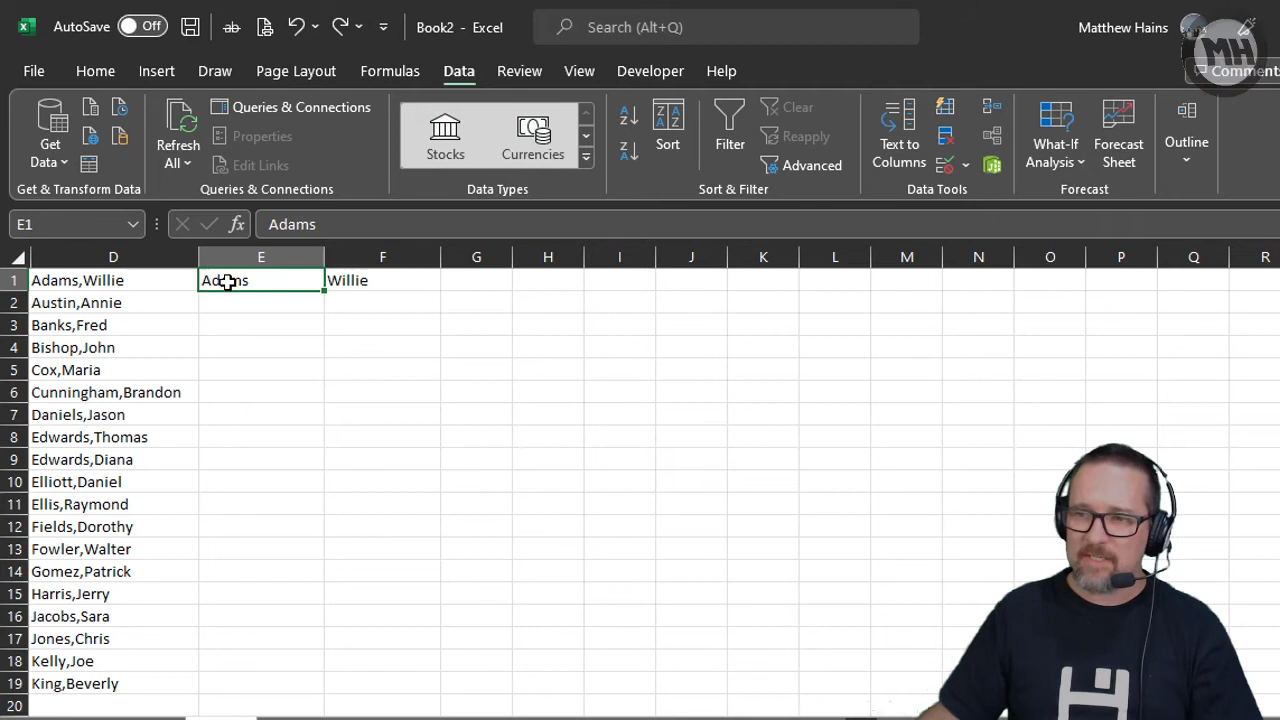 AutoSave Off Book2 - Excel Search (Alt+Q) Matthew Hains MH
File Home Insert Draw Page Layout Formulas Data Review View Developer Help Comment
Get Data Refresh All Queries & Connections Properties Edit Links Stocks Currencies Sort Filter Clear Reapply Advanced Text to Columns What-If Analysis Forecast Sheet Outline
Get & Transform Data Queries & Connections Data Types Sort & Filter Data Tools Forecast
E1 fx Adams
D E F G H I J K L M N O P Q R
1 Adams,Willie Adams Willie
2 Austin,Annie
3 Banks,Fred
4 Bishop,John
5 Cox,Maria
6 Cunningham,Brandon
7 Daniels,Jason
8 Edwards,Thomas
9 Edwards,Diana
10 Elliott,Daniel
11 Ellis,Raymond
12 Fields,Dorothy
13 Fowler,Walter
14 Gomez,Patrick
15 Harris,Jerry
16 Jacobs,Sara
17 Jones,Chris
18 Kelly,Joe
19 King,Beverly
20